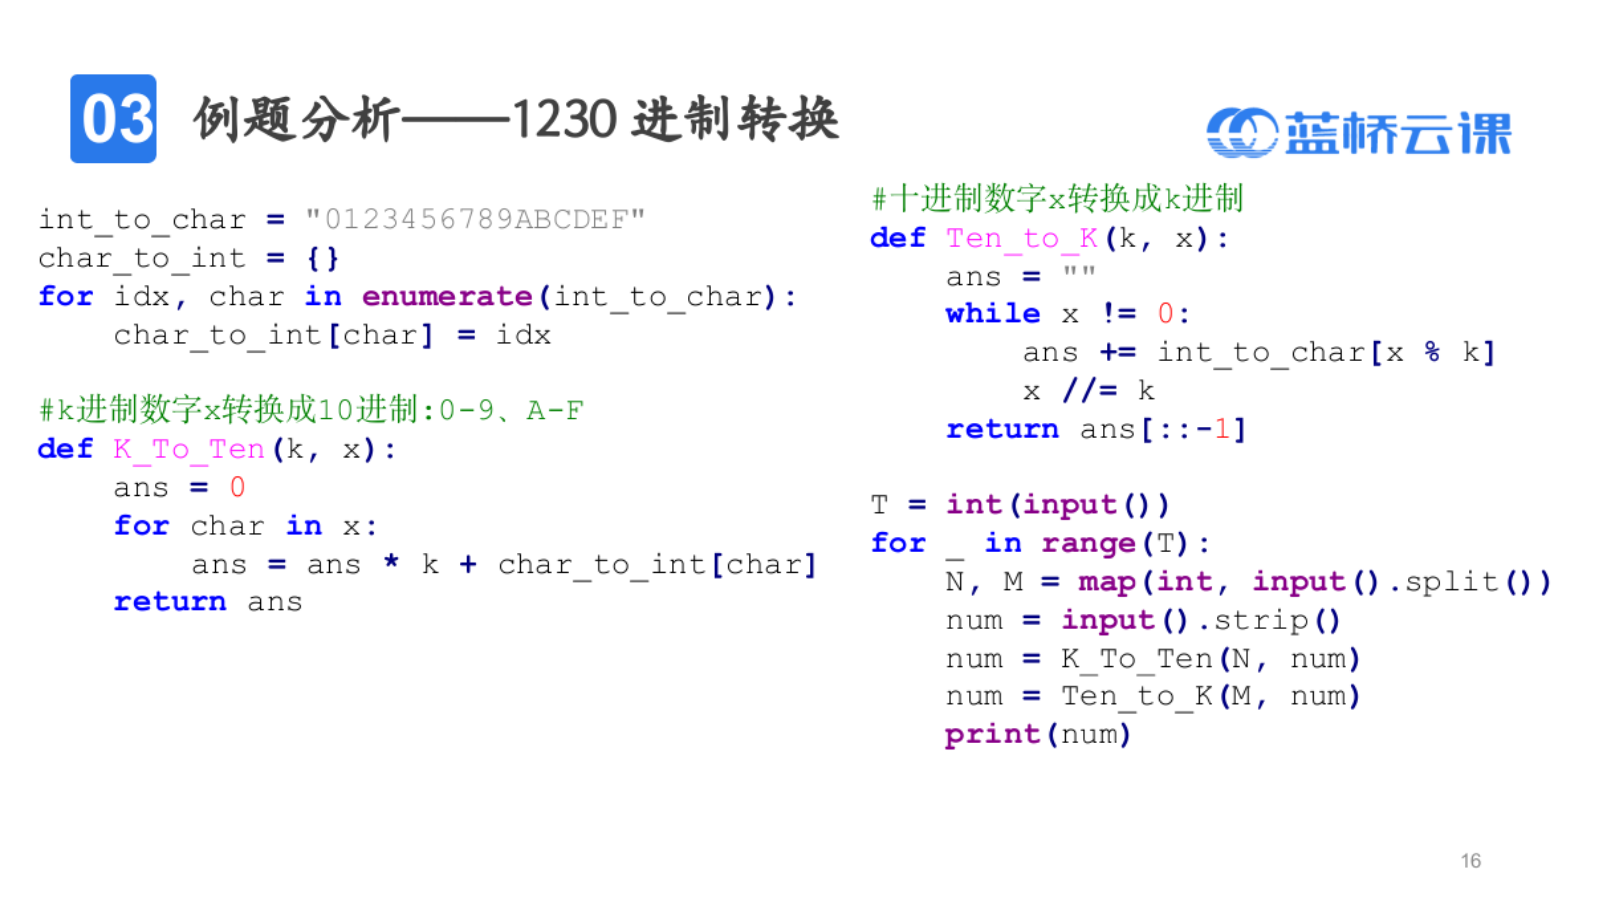 03 例题分析——1230 进制转换
蓝桥云课
int_to_char = "0123456789ABCDEF"
char_to_int = {}
for idx, char in enumerate(int_to_char):
    char_to_int[char] = idx
#k进制数字x转换成10进制:0-9、A-F
def K_To_Ten(k, x):
    ans = 0
    for char in x:
        ans = ans * k + char_to_int[char]
    return ans
#十进制数字x转换成k进制
def Ten_to_K(k, x):
    ans = ""
    while x != 0:
        ans += int_to_char[x % k]
        x //= k
    return ans[::-1]
T = int(input())
for _ in range(T):
    N, M = map(int, input().split())
    num = input().strip()
    num = K_To_Ten(N, num)
    num = Ten_to_K(M, num)
    print(num)
16